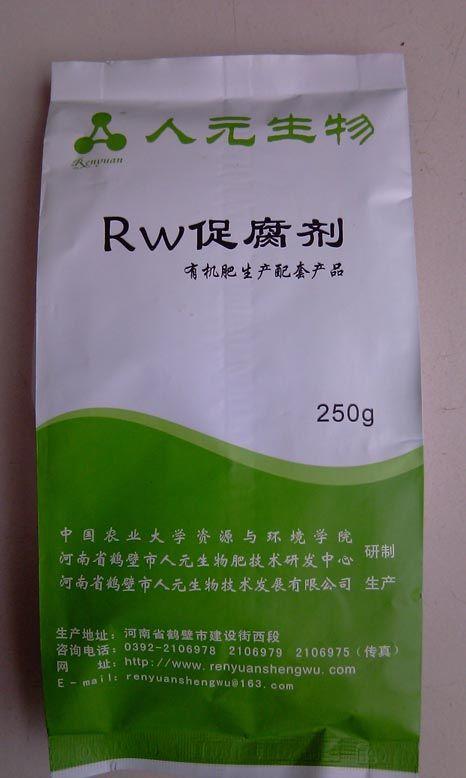 人元生物
Renyuan
RW促腐剂
有机肥生产配套产品
250g
中国农业大学资源与环境学院
河南省鹤壁市人元生物肥技术研发中心 研制
河南省鹤壁市人元生物技术发展有限公司 生产
生产地址：河南省鹤壁市建设街西段
咨询电话：0392-2106978 2106979 2106975（传真）
网 址：http://www.renyuanshengwu.com
E-mail：renyuanshengwu@163.com